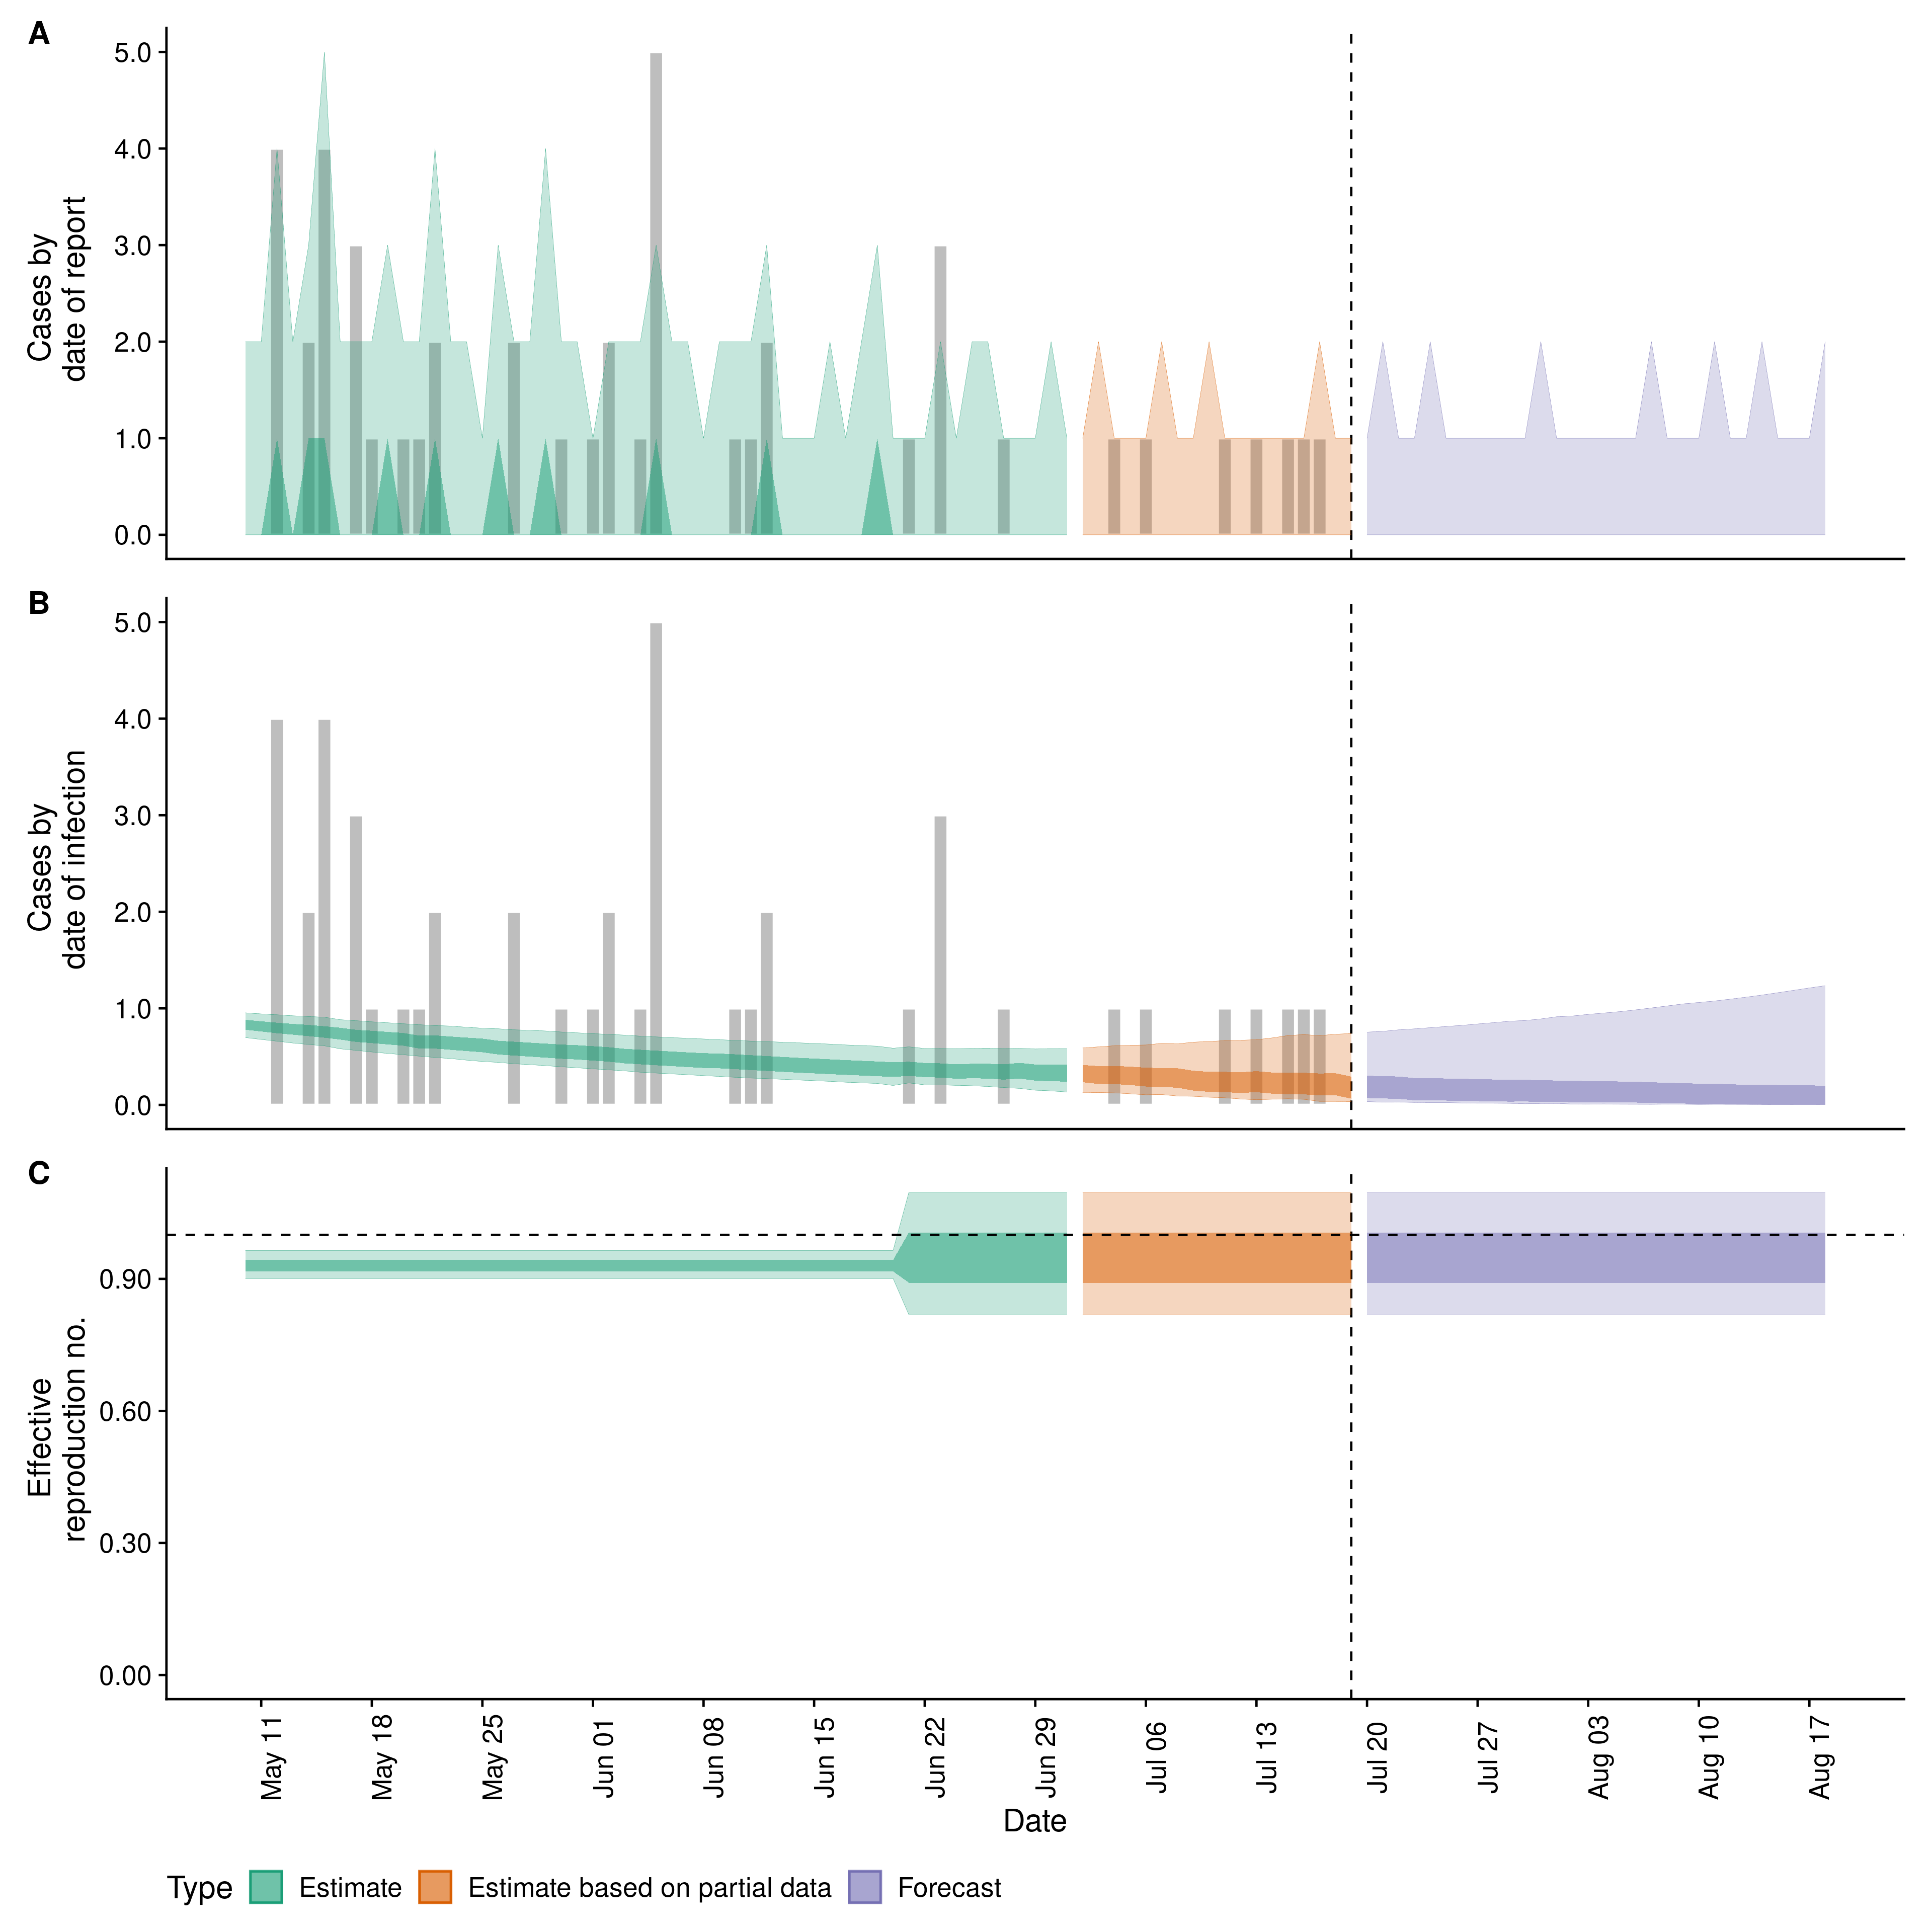 A
Cases by
date of report
5.0
4.0
3.0
2.0
1.0
0.0
B
Cases by
date of infection
5.0
4.0
3.0
2.0
1.0
0.0
C
Effective
reproduction no.
0.90
0.60
0.30
0.00
May 11
May 18
May 25
Jun 01
Jun 08
Jun 15
Jun 22
Jun 29
Jul 06
Jul 13
Jul 20
Jul 27
Aug 03
Aug 10
Aug 17
Date
Type Estimate Estimate based on partial data Forecast